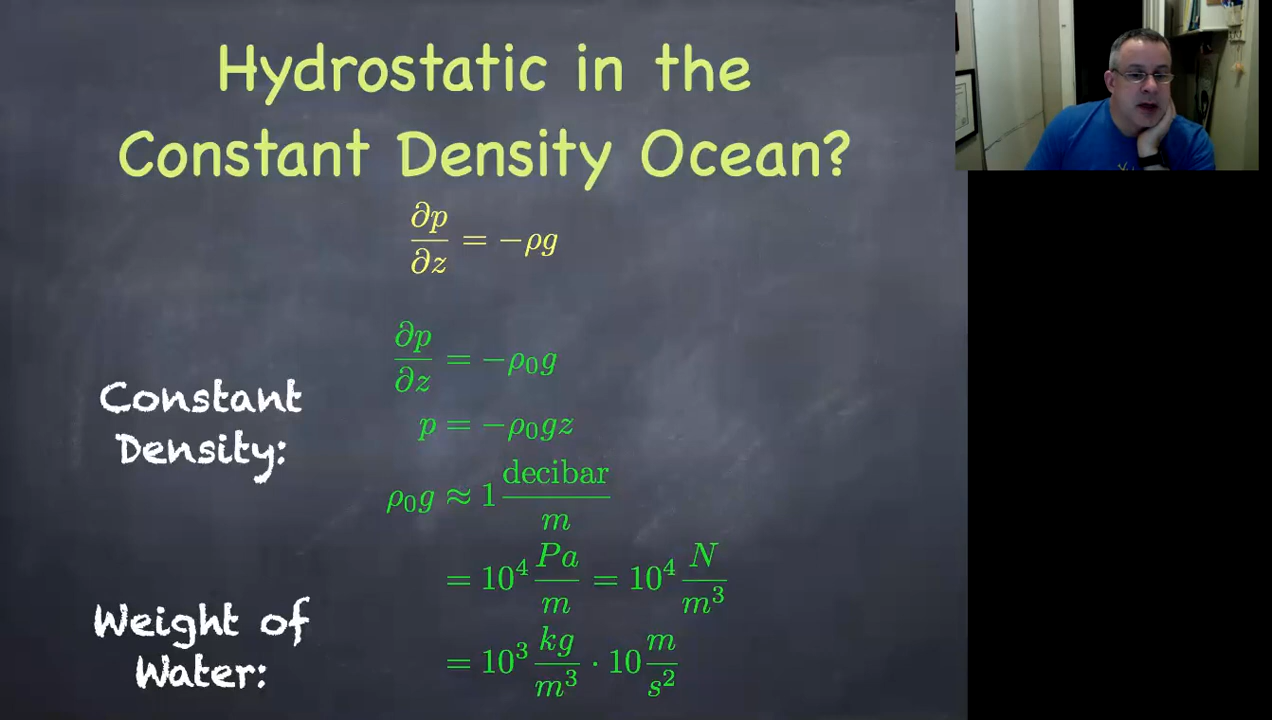 Hydrostatic in the
Constant Density Ocean?
∂p/∂z = −ρg
∂p/∂z = −ρ₀g
Constant
Density:
p = −ρ₀gz
ρ₀g ≈ 1 decibar/m
= 10⁴ Pa/m = 10⁴ N/m³
Weight of
Water:
= 10³ kg/m³ · 10 m/s²